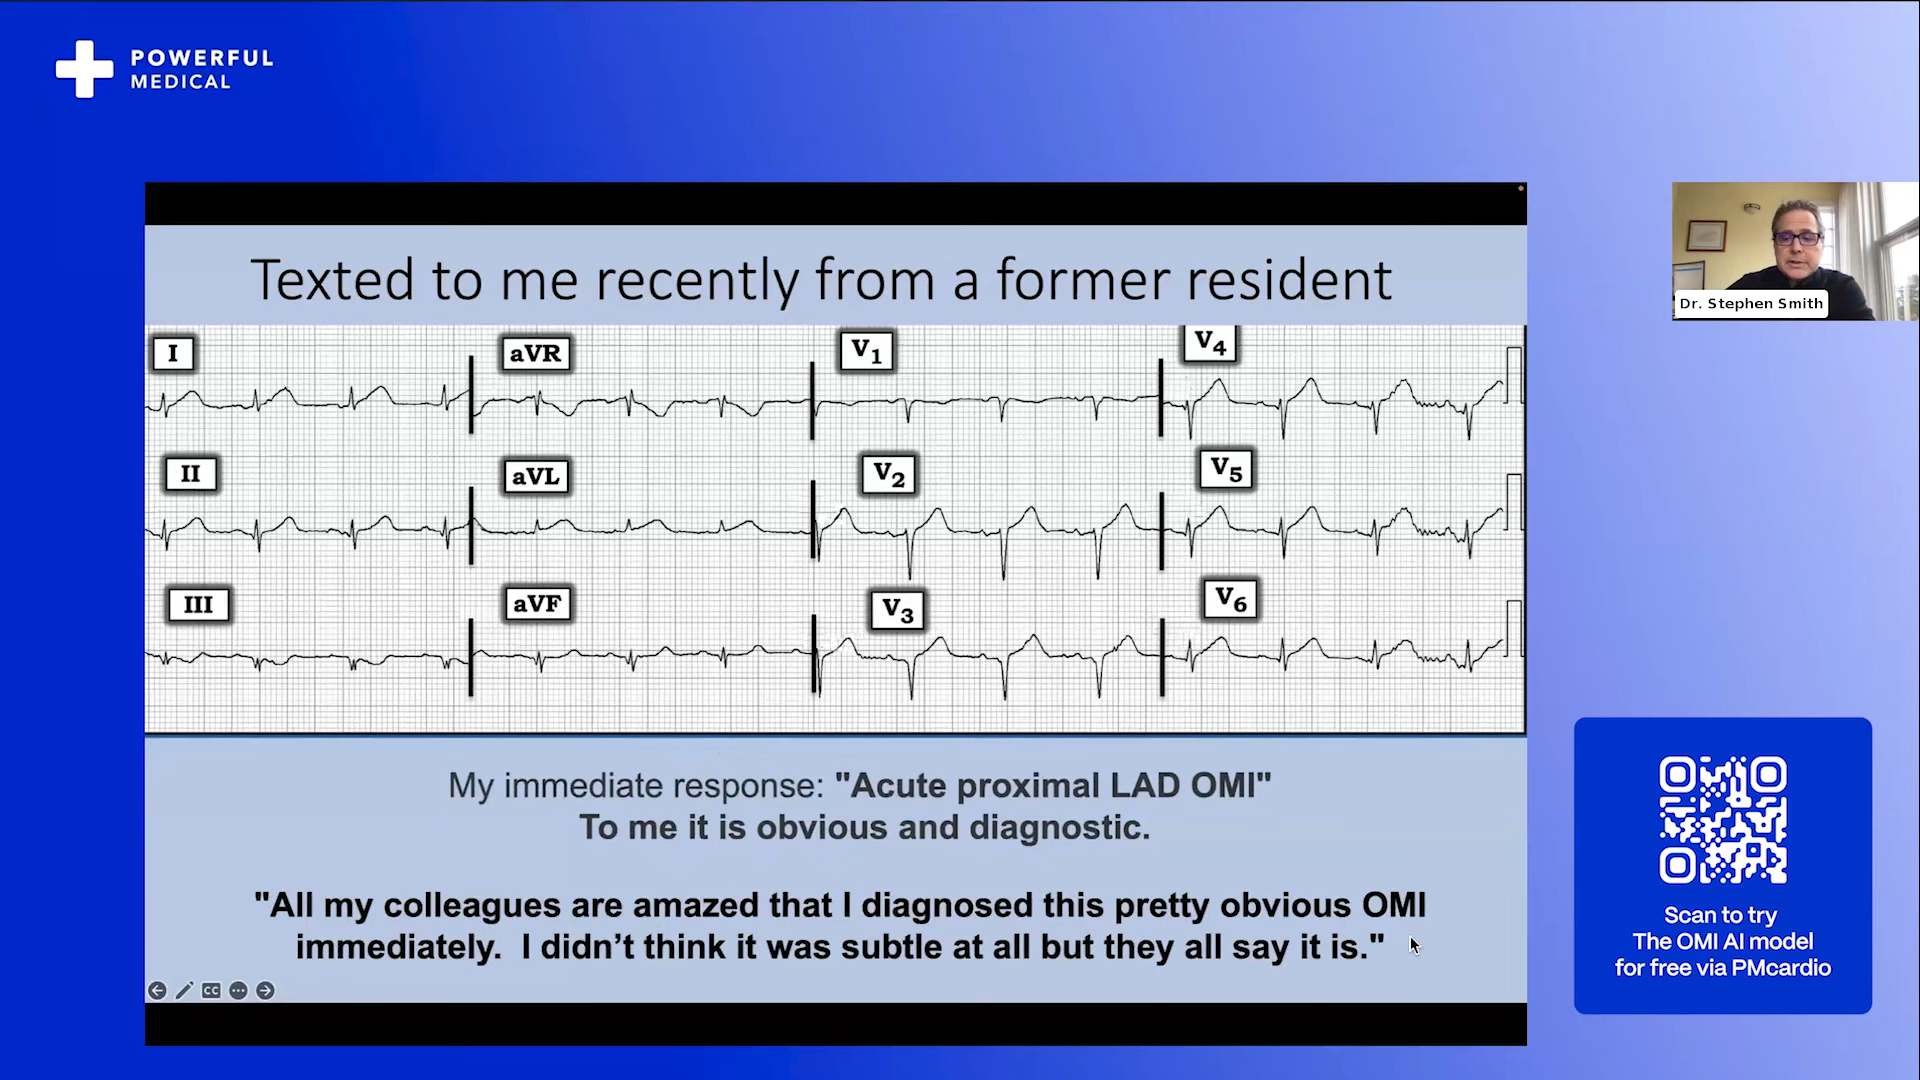 POWERFUL
MEDICAL
Texted to me recently from a former resident
I
aVR
V1
V4
II
aVL
V2
V5
III
aVF
V3
V6
My immediate response: "Acute proximal LAD OMI"
To me it is obvious and diagnostic.
"All my colleagues are amazed that I diagnosed this pretty obvious OMI
immediately. I didn’t think it was subtle at all but they all say it is."
CC
Dr. Stephen Smith
Scan to try
The OMI AI model
for free via PMcardio